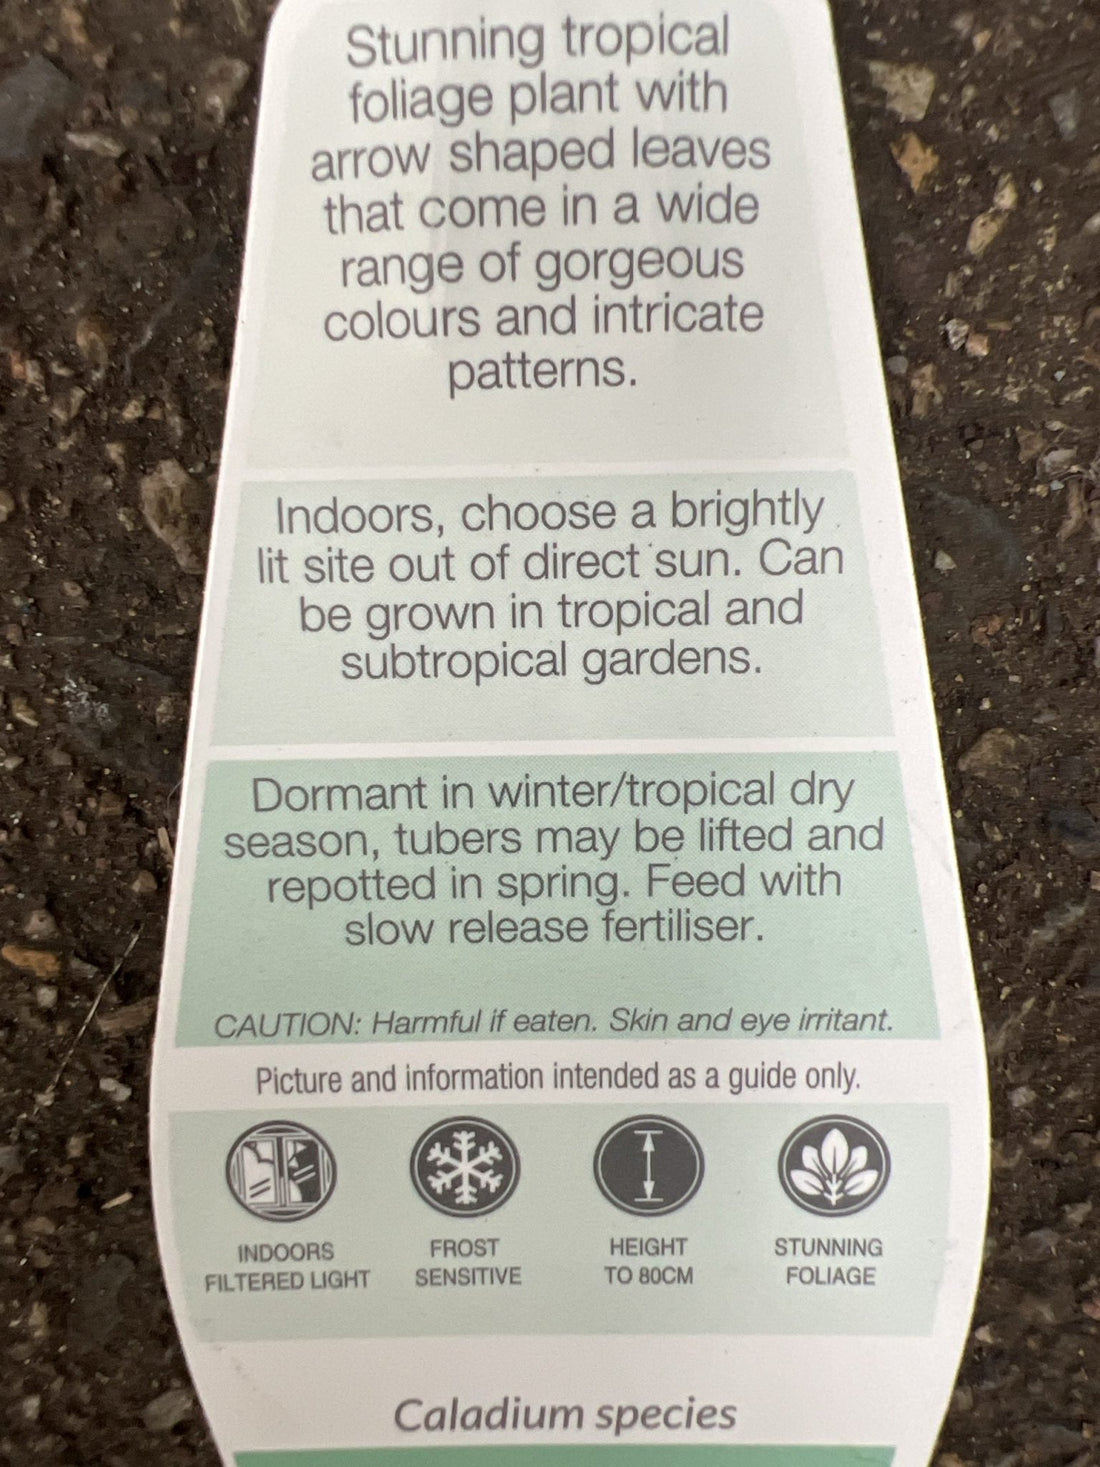 Stunning tropical
foliage plant with
arrow shaped leaves
that come in a wide
range of gorgeous
colours and intricate
patterns.
Indoors, choose a brightly
lit site out of direct sun. Can
be grown in tropical and
subtropical gardens.
Dormant in winter/tropical dry
season, tubers may be lifted and
repotted in spring. Feed with
slow release fertiliser.
CAUTION: Harmful if eaten. Skin and eye irritant.
Picture and information intended as a guide only.
INDOORS
FILTERED LIGHT
FROST
SENSITIVE
HEIGHT
TO 80CM
STUNNING
FOLIAGE
Caladium species